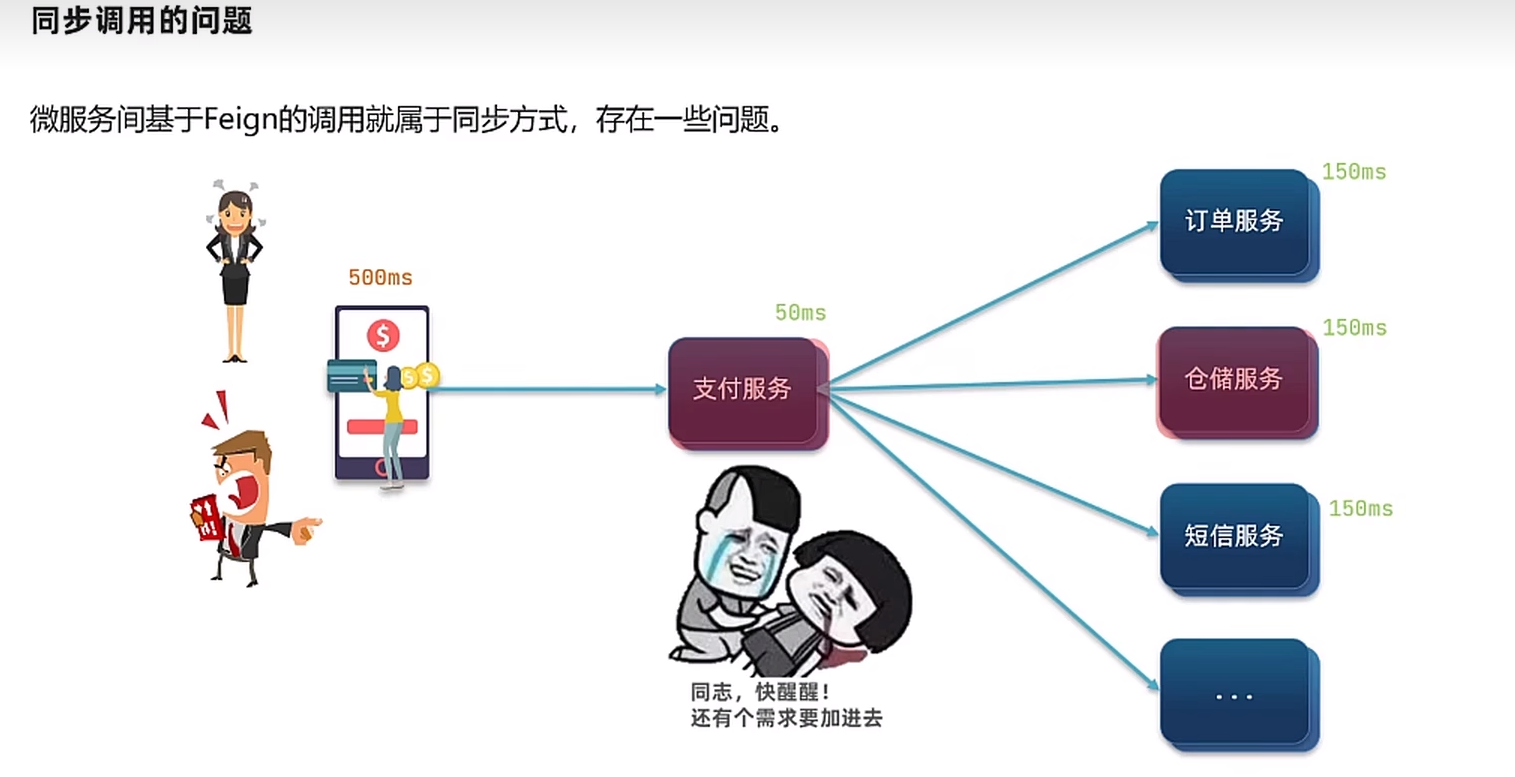 同步调用的问题
微服务间基于Feign的调用就属于同步方式，存在一些问题。
500ms
50ms
支付服务
150ms
订单服务
150ms
仓储服务
150ms
短信服务
...
同志，快醒醒！
还有个需求要加进去